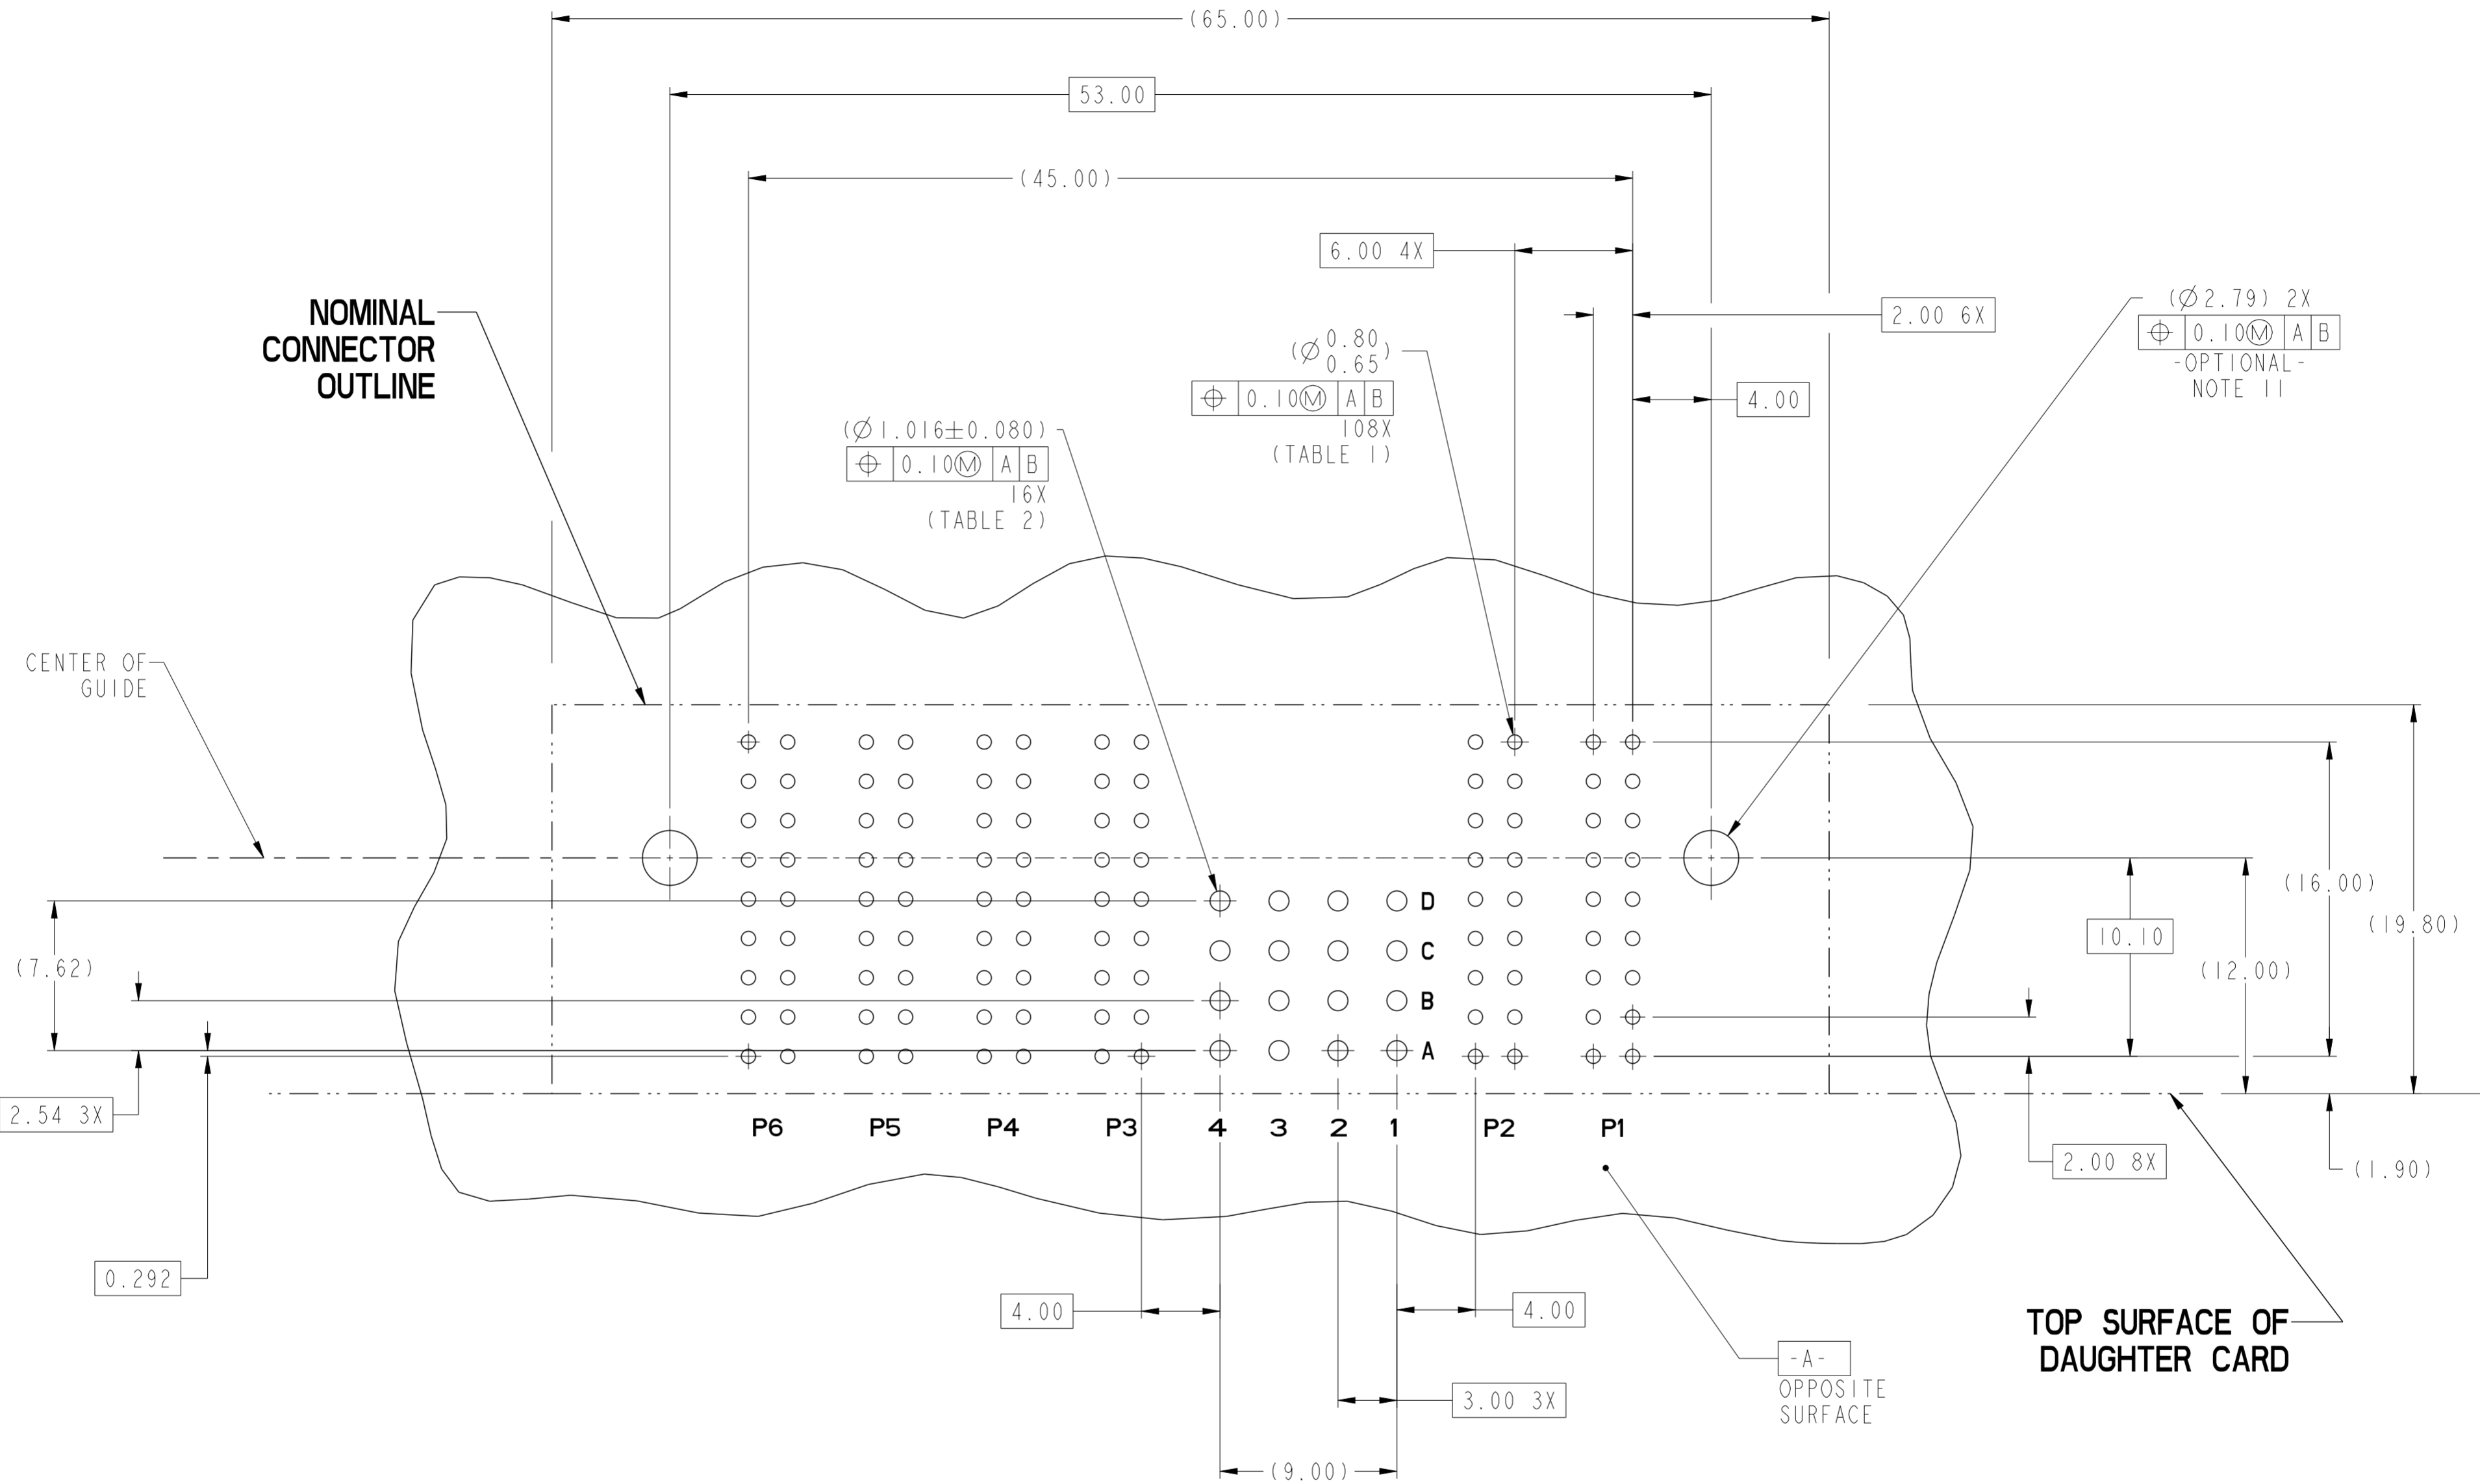 (65.00)
53.00
(45.00)
6.00 4X
2.00 6X
4.00
(Ø2.79) 2X
⌖ 0.10Ⓜ A B
-OPTIONAL-
NOTE 11
NOMINAL
CONNECTOR
OUTLINE
(Ø 0.80
0.65)
⌖ 0.10Ⓜ A B
108X
(TABLE 1)
(Ø1.016±0.080)
⌖ 0.10Ⓜ A B
16X
(TABLE 2)
CENTER OF
GUIDE
(7.62)
2.54 3X
0.292
D
C
B
A
(16.00)
(19.80)
10.10
(12.00)
2.00 8X
(1.90)
P6 P5 P4 P3 4 3 2 1 P2 P1
4.00
4.00
3.00 3X
(9.00)
-A-
OPPOSITE
SURFACE
TOP SURFACE OF
DAUGHTER CARD